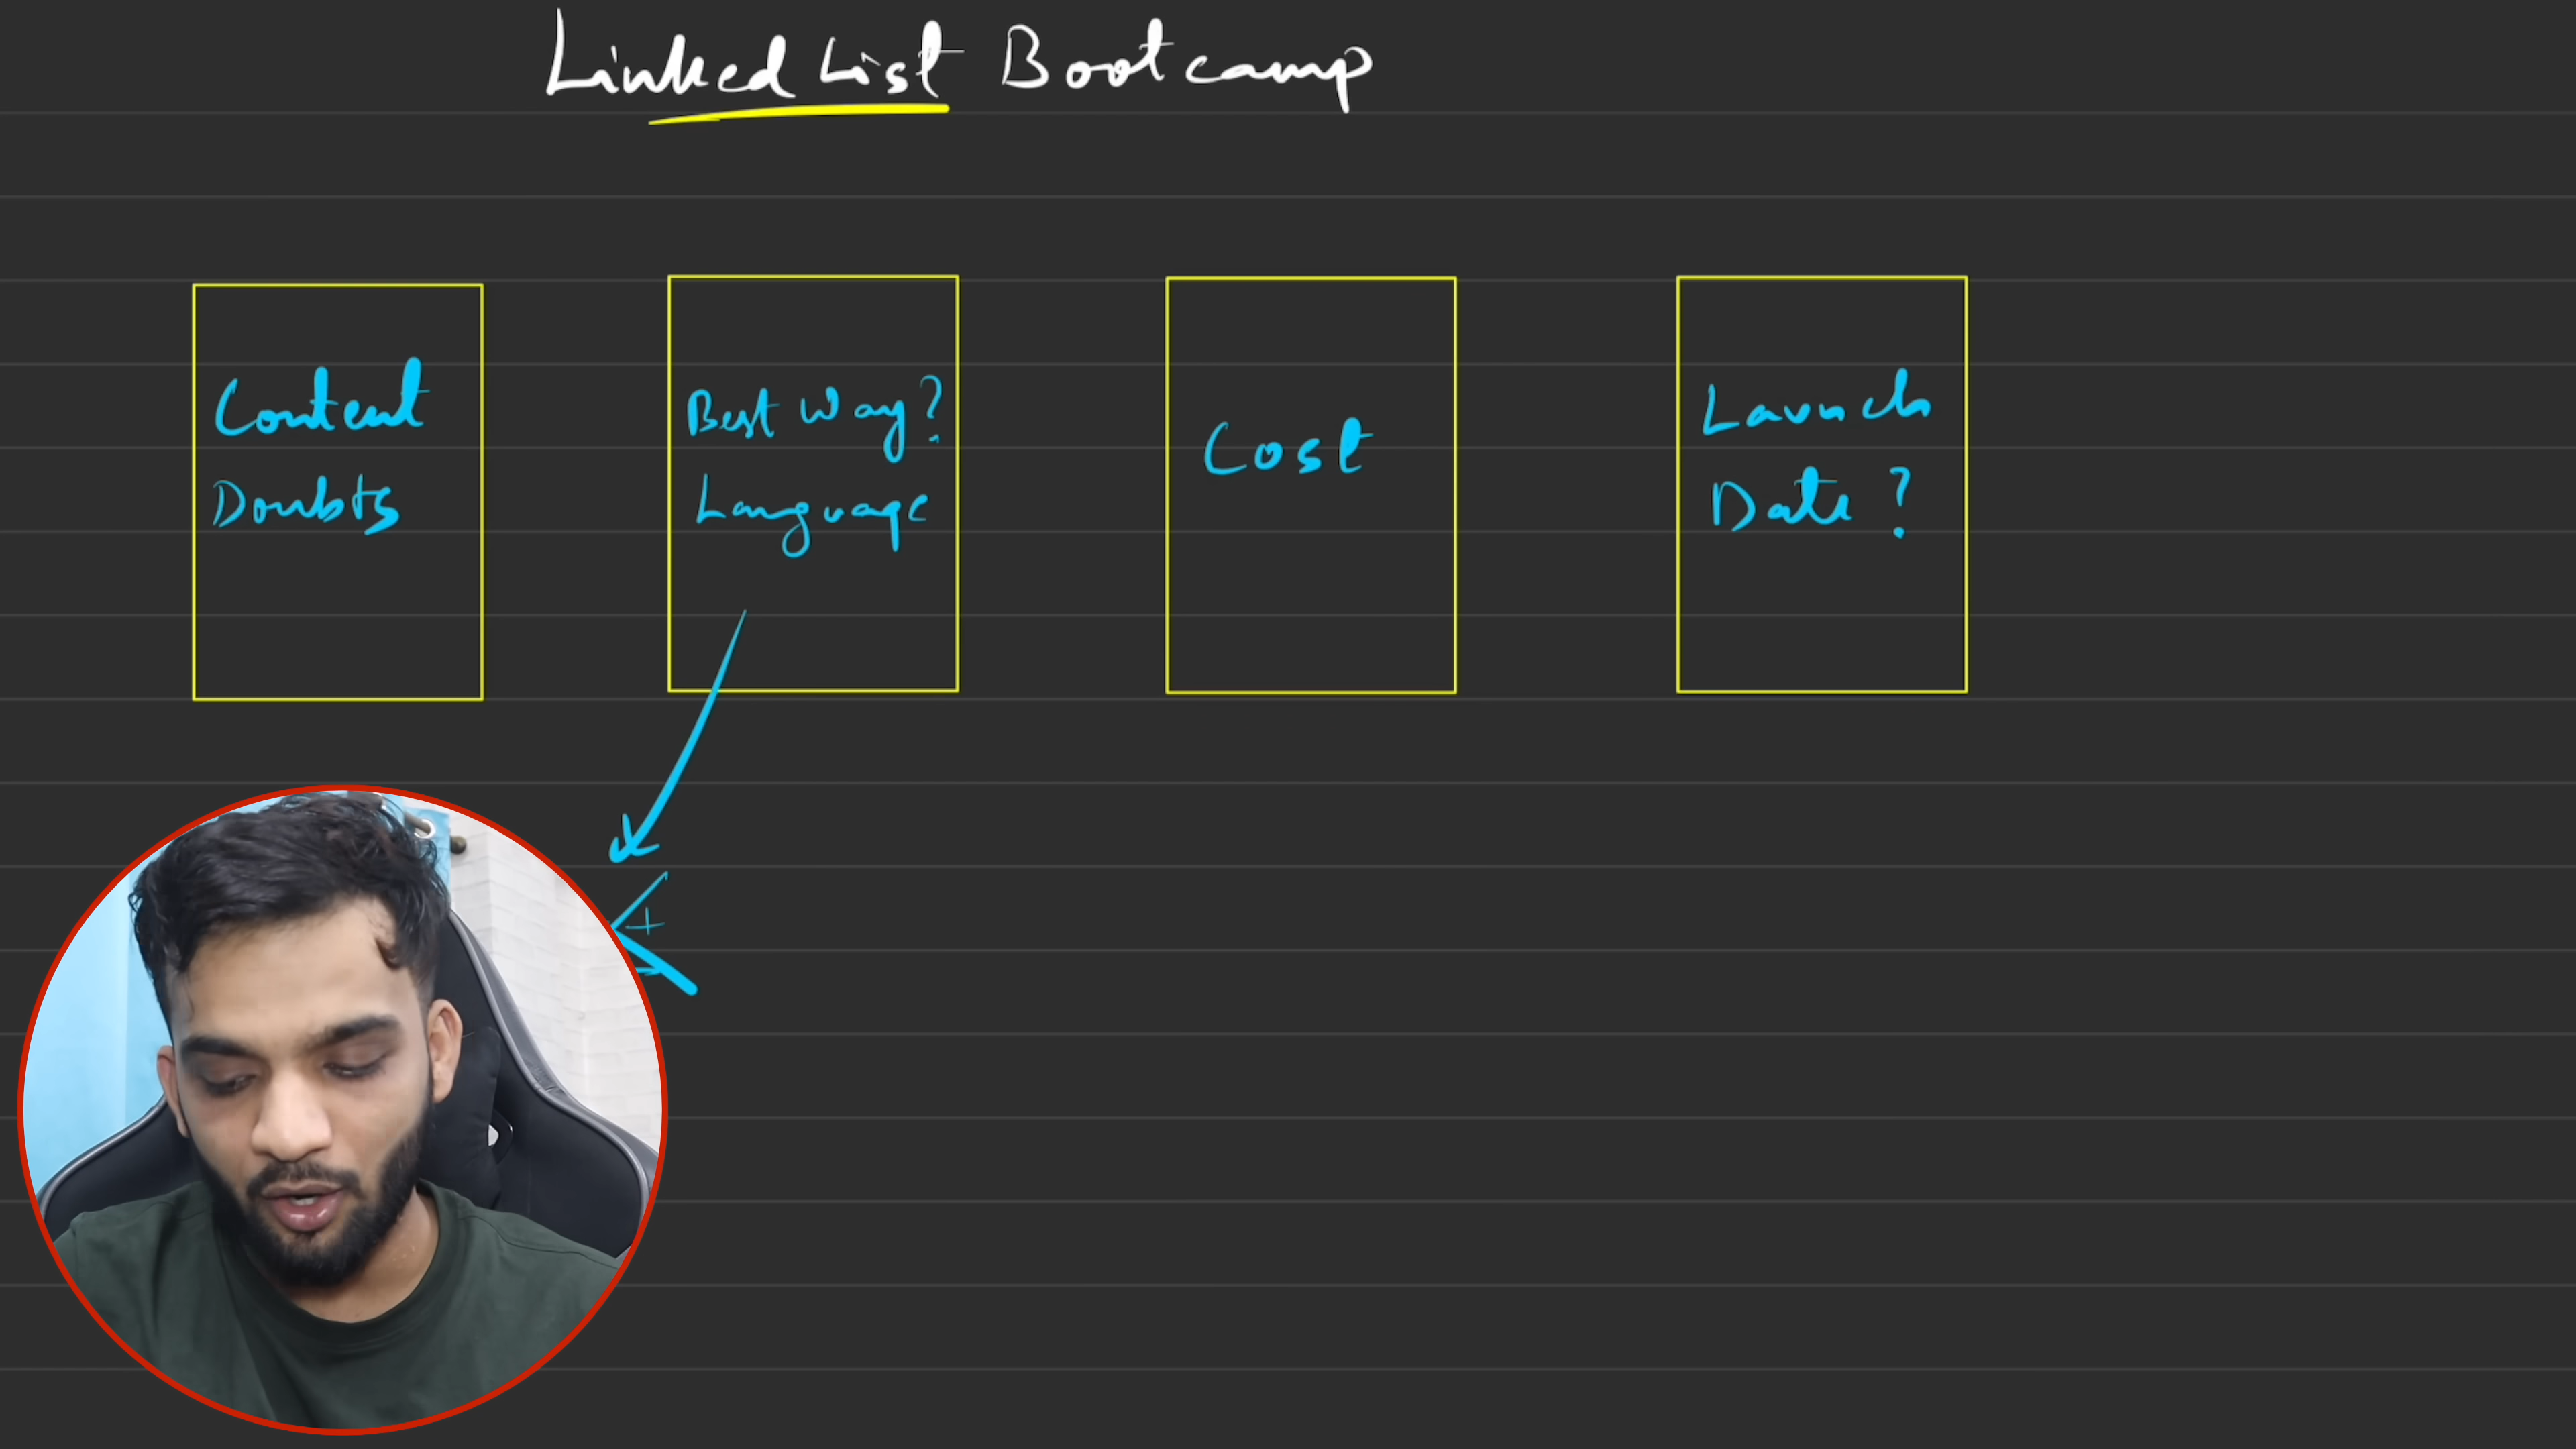 Linked List Bootcamp
Content
Doubts
Best Way?
Language
Cost
Launch
Date?
+